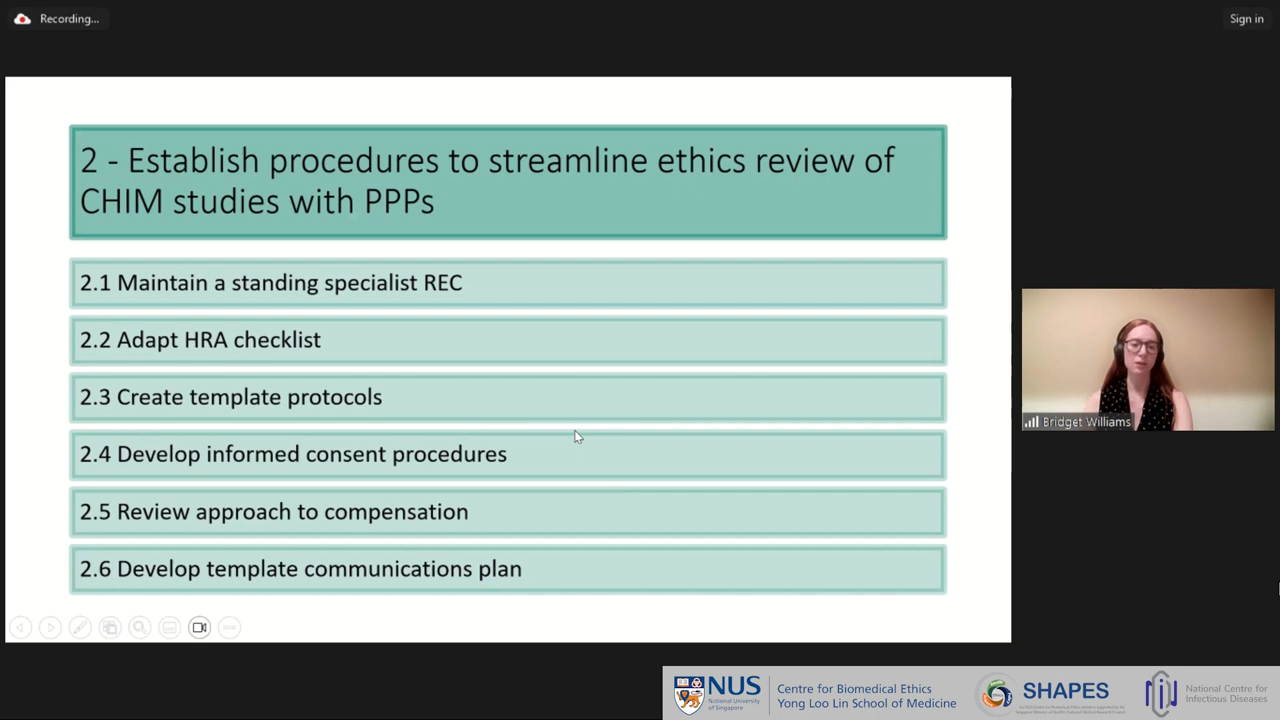 Recording...
Sign in
2 - Establish procedures to streamline ethics review of
CHIM studies with PPPs
2.1 Maintain a standing specialist REC
2.2 Adapt HRA checklist
2.3 Create template protocols
2.4 Develop informed consent procedures
2.5 Review approach to compensation
2.6 Develop template communications plan
Bridget Williams
NUS
National University
of Singapore
Centre for Biomedical Ethics
Yong Loo Lin School of Medicine
SHAPES
National Centre for
Infectious Diseases